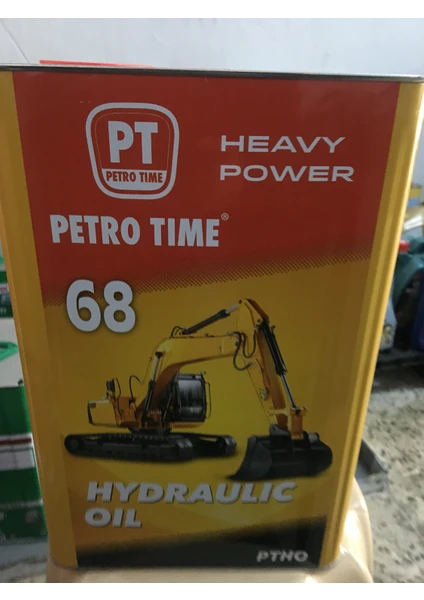 PT
PETRO TIME
HEAVY
POWER
PETRO TIME®
68
HYDRAULIC
OIL
PTHO